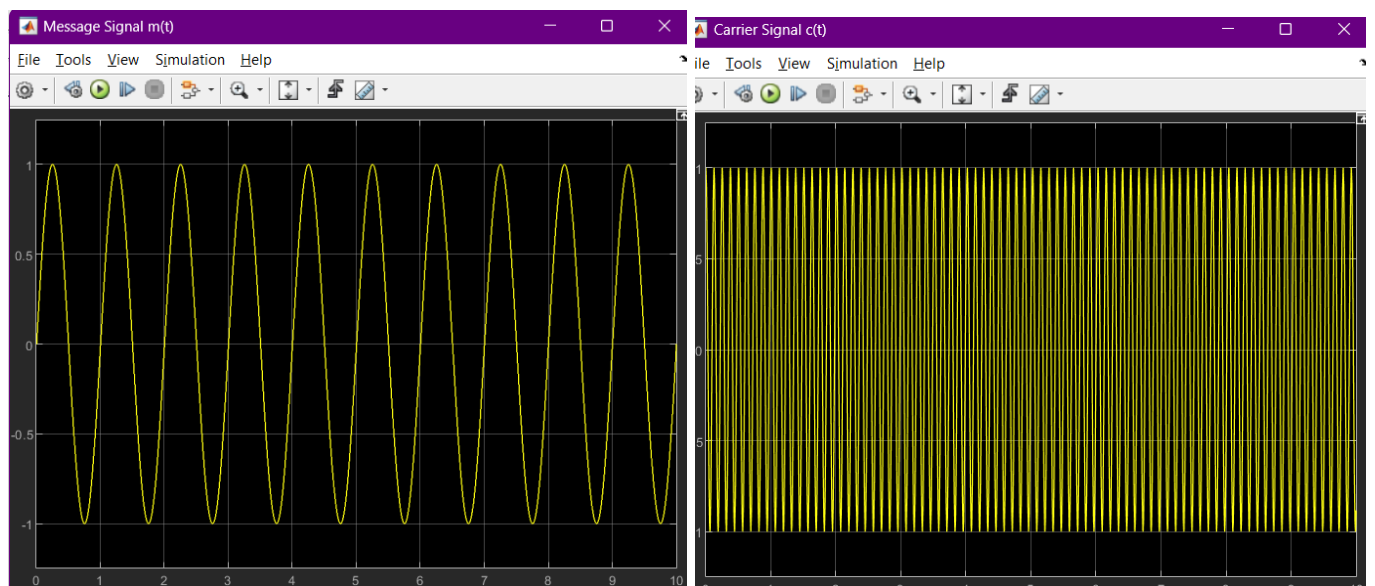 Message Signal m(t)
File Tools View Simulation Help
1
0.5
0
-0.5
-1
0 1 2 3 4 5 6 7 8 9 10
Carrier Signal c(t)
ile Tools View Simulation Help
1
5
0
5
1